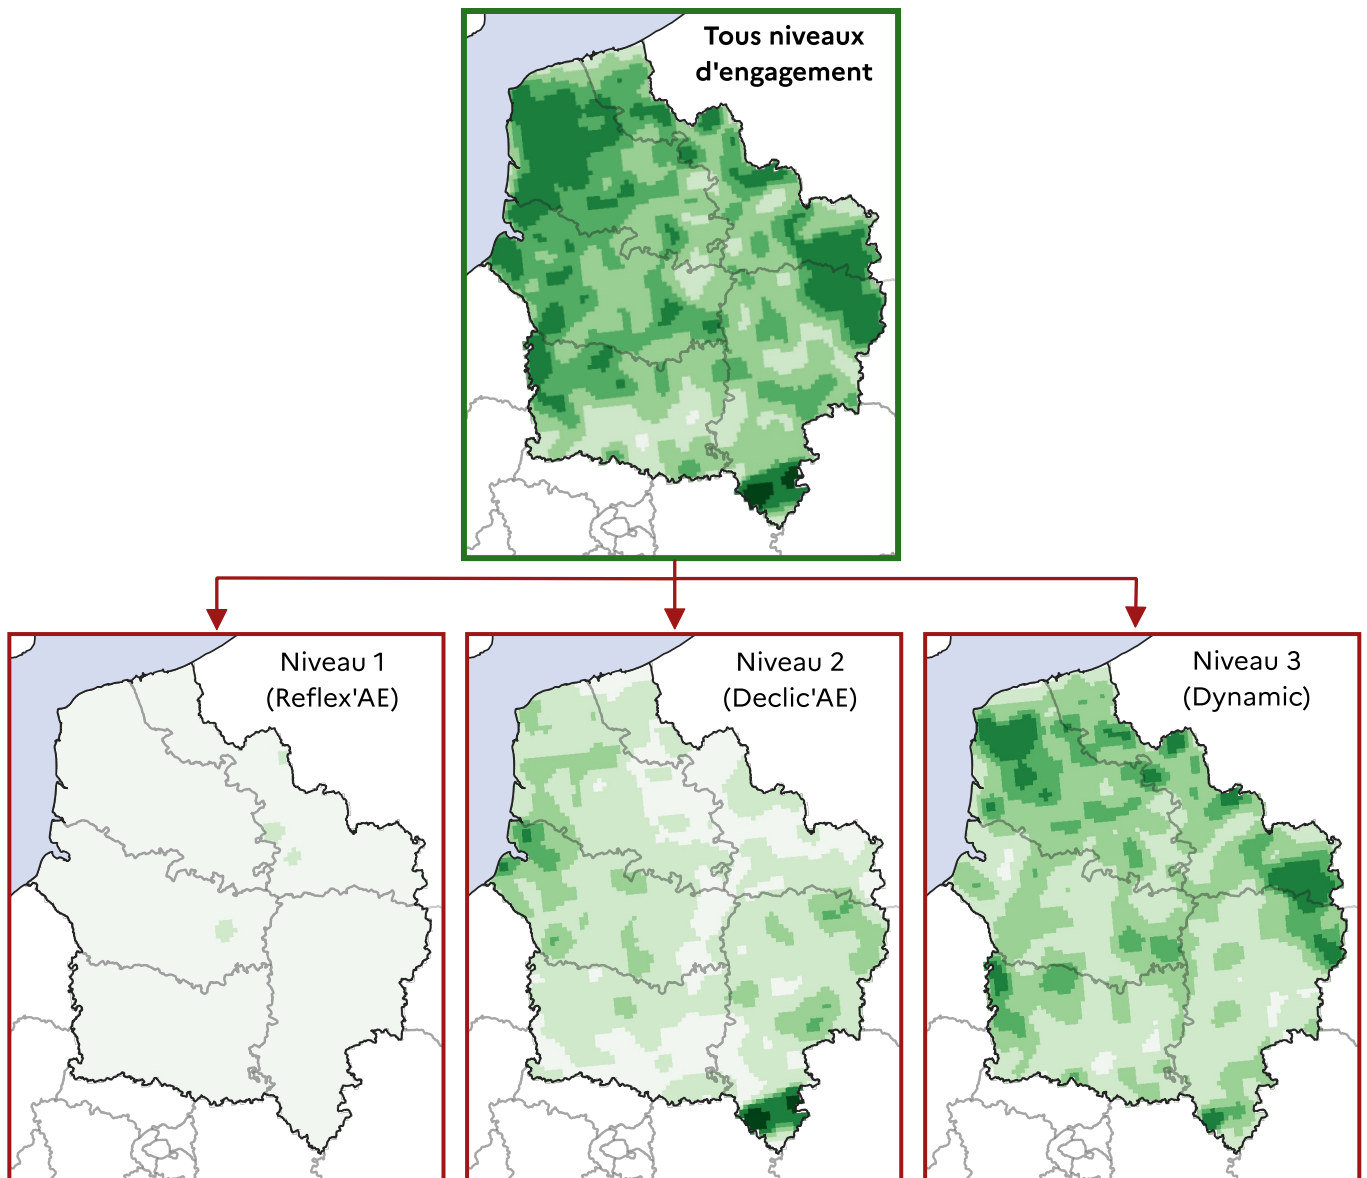 Tous niveaux
d'engagement
Niveau 1
(Reflex'AE)
Niveau 2
(Declic'AE)
Niveau 3
(Dynamic)